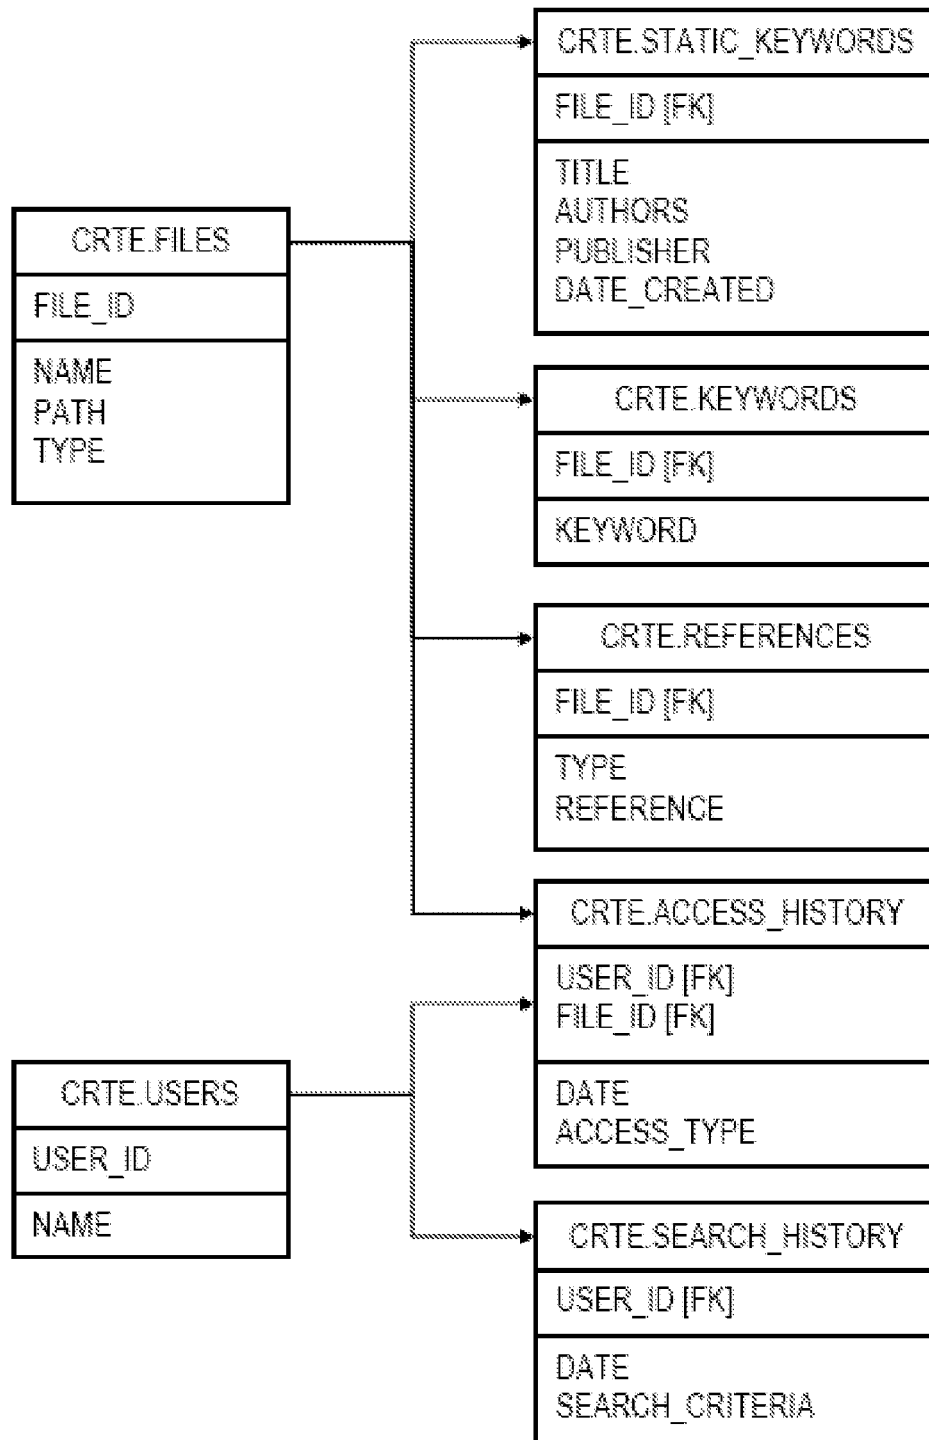 CRTE.STATIC_KEYWORDS
FILE_ID [FK]
TITLE
AUTHORS
PUBLISHER
DATE_CREATED
CRTE.FILES
FILE_ID
NAME
PATH
TYPE
CRTE.KEYWORDS
FILE_ID [FK]
KEYWORD
CRTE.REFERENCES
FILE_ID [FK]
TYPE
REFERENCE
CRTE.ACCESS_HISTORY
USER_ID [FK]
FILE_ID [FK]
DATE
ACCESS_TYPE
CRTE.USERS
USER_ID
NAME
CRTE.SEARCH_HISTORY
USER_ID [FK]
DATE
SEARCH_CRITERIA